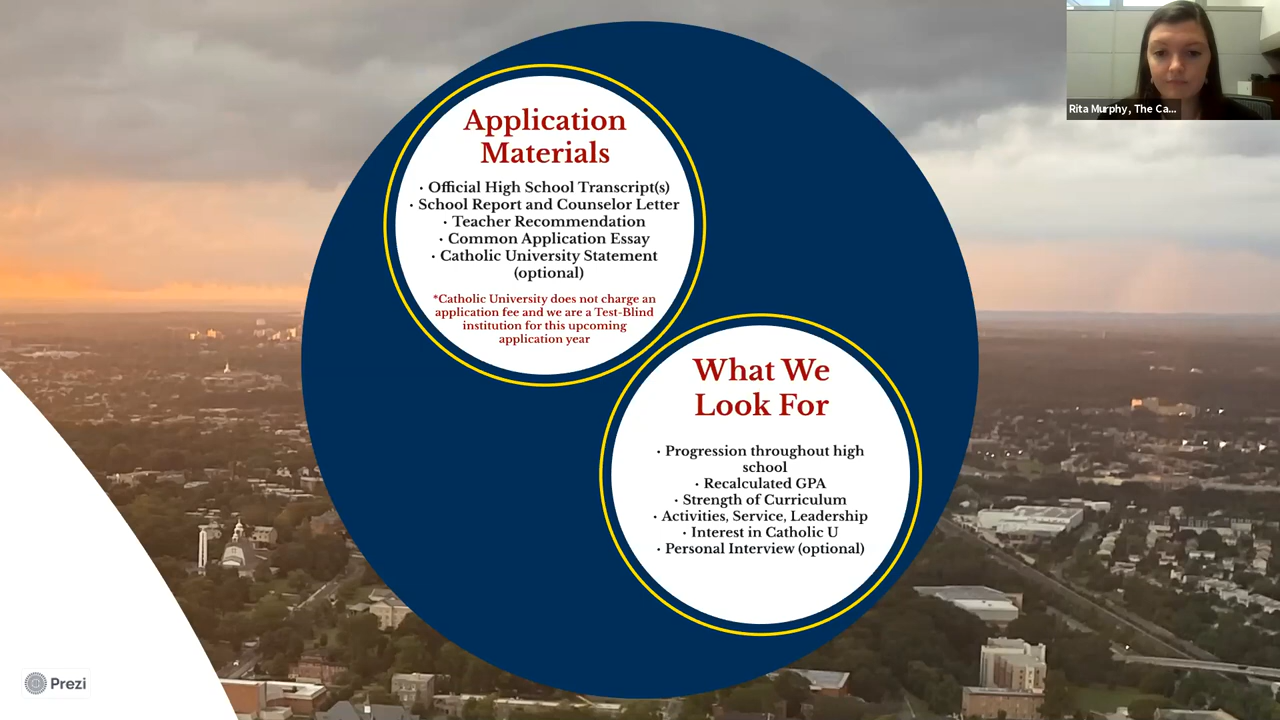 Application
Materials
· Official High School Transcript(s)
· School Report and Counselor Letter
· Teacher Recommendation
· Common Application Essay
· Catholic University Statement
(optional)
*Catholic University does not charge an
application fee and we are a Test-Blind
institution for this upcoming
application year
What We
Look For
· Progression throughout high
school
· Recalculated GPA
· Strength of Curriculum
· Activities, Service, Leadership
· Interest in Catholic U
· Personal Interview (optional)
Rita Murphy, The Ca...
Prezi